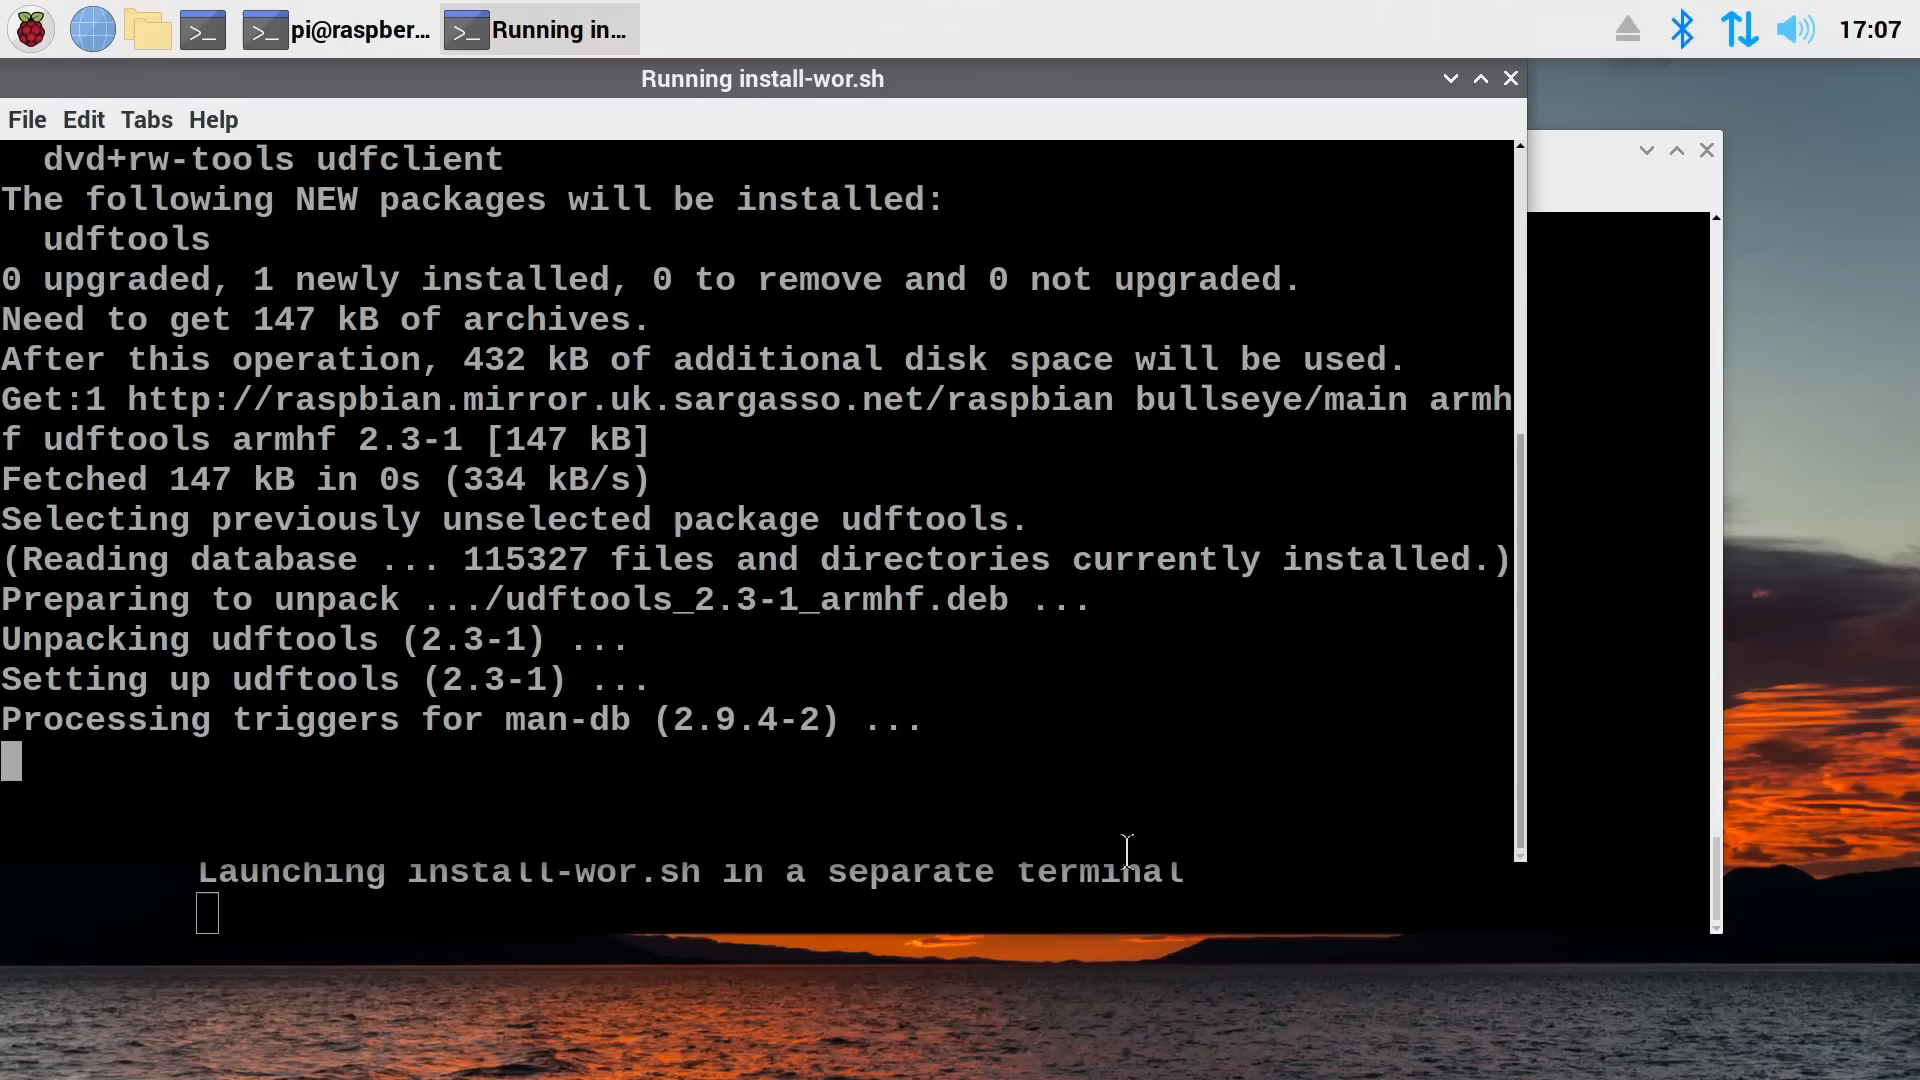 pi@raspber...
Running in...
17:07
Running install-wor.sh
File Edit Tabs Help
dvd+rw-tools udfclient
The following NEW packages will be installed:
udftools
0 upgraded, 1 newly installed, 0 to remove and 0 not upgraded.
Need to get 147 kB of archives.
After this operation, 432 kB of additional disk space will be used.
Get:1 http://raspbian.mirror.uk.sargasso.net/raspbian bullseye/main armh
f udftools armhf 2.3-1 [147 kB]
Fetched 147 kB in 0s (334 kB/s)
Selecting previously unselected package udftools.
(Reading database ... 115327 files and directories currently installed.)
Preparing to unpack .../udftools_2.3-1_armhf.deb ...
Unpacking udftools (2.3-1) ...
Setting up udftools (2.3-1) ...
Processing triggers for man-db (2.9.4-2) ...
Launching install-wor.sh in a separate terminal